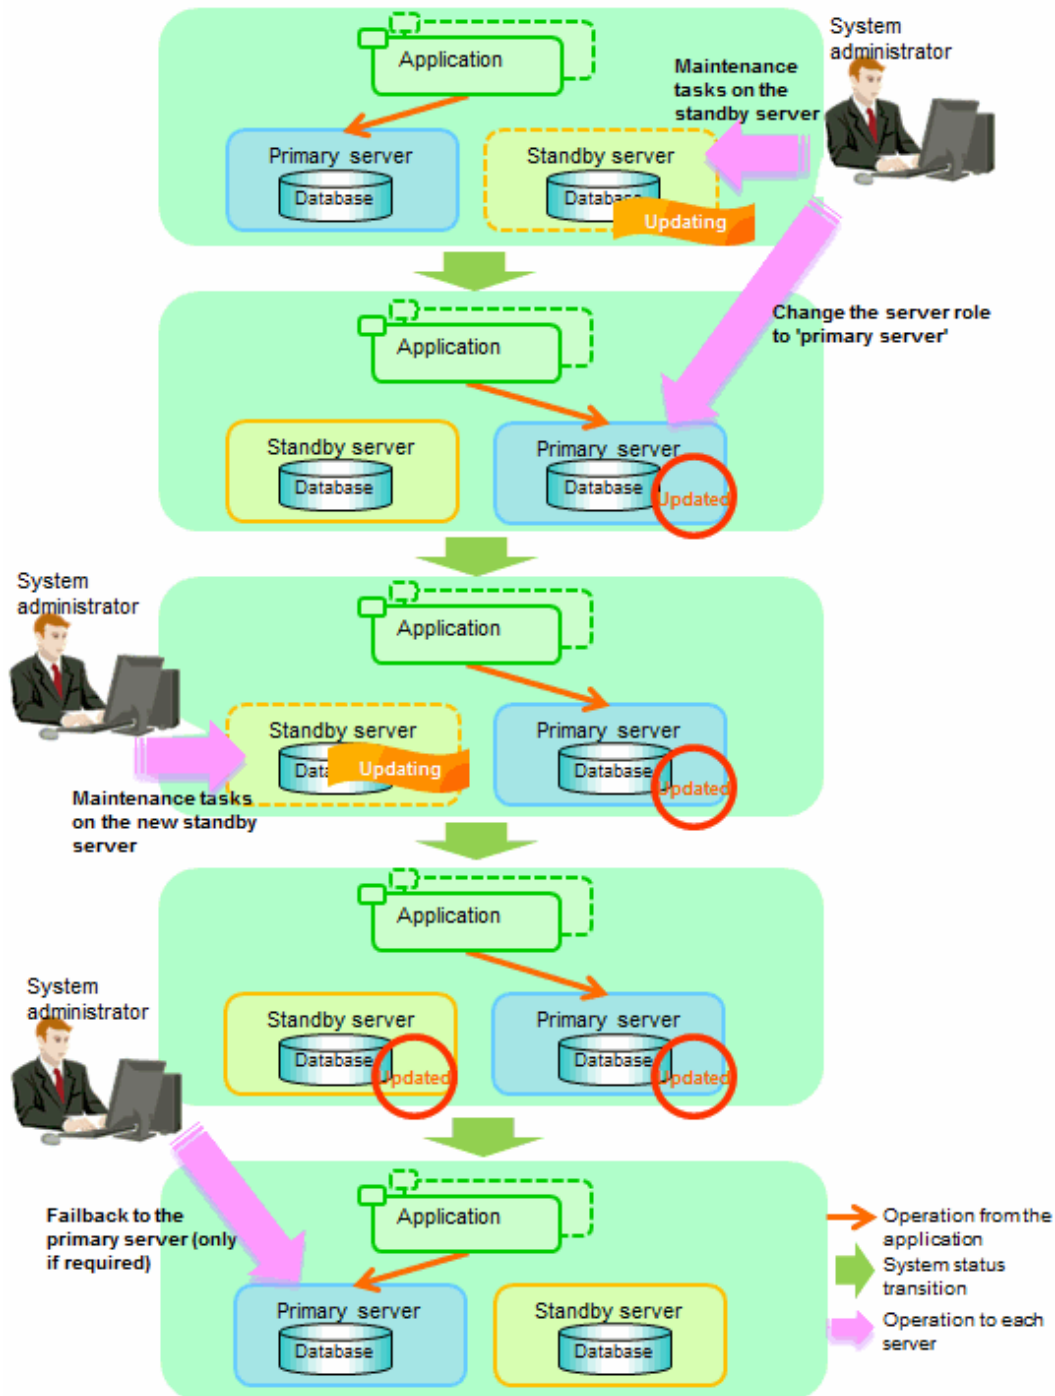 System
administrator
Application
Maintenance
tasks on the
standby server
Primary server
Database
Standby server
Database
Updating
Application
Change the server role
to 'primary server'
Standby server
Database
Primary server
Database
Updated
System
administrator
Application
Standby server
Updating
Primary server
Database
Updated
Maintenance tasks
on the new standby
server
Application
System
administrator
Standby server
Database
Updated
Primary server
Database
Updated
Failback to the
primary server (only
if required)
Application
Primary server
Database
Standby server
Database
Operation from the
application
System status
transition
Operation to each
server